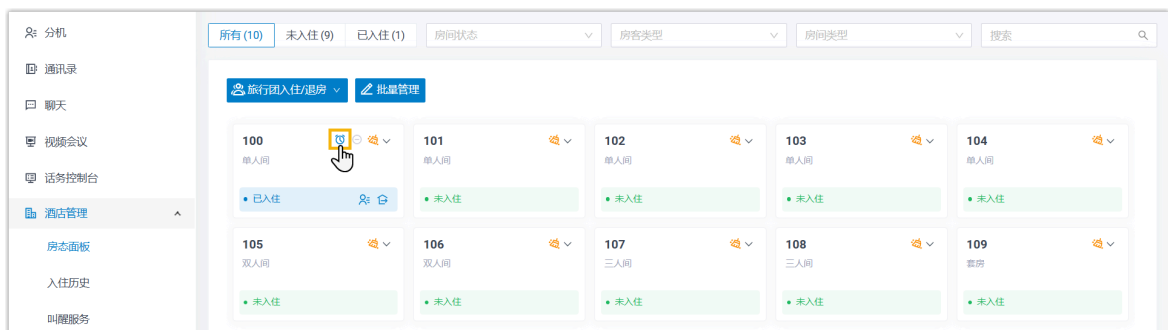 分机
通讯录
聊天
视频会议
话务控制台
酒店管理
房态面板
入住历史
叫醒服务
所有 (10) 未入住 (9) 已入住 (1) 房间状态 房客类型 房间类型 搜索
旅行团入住/退房 批量管理
100 101 102 103 104
单人间 单人间 单人间 单人间 单人间
已入住 未入住 未入住 未入住 未入住
105 106 107 108 109
双人间 双人间 三人间 三人间 套房
未入住 未入住 未入住 未入住 未入住